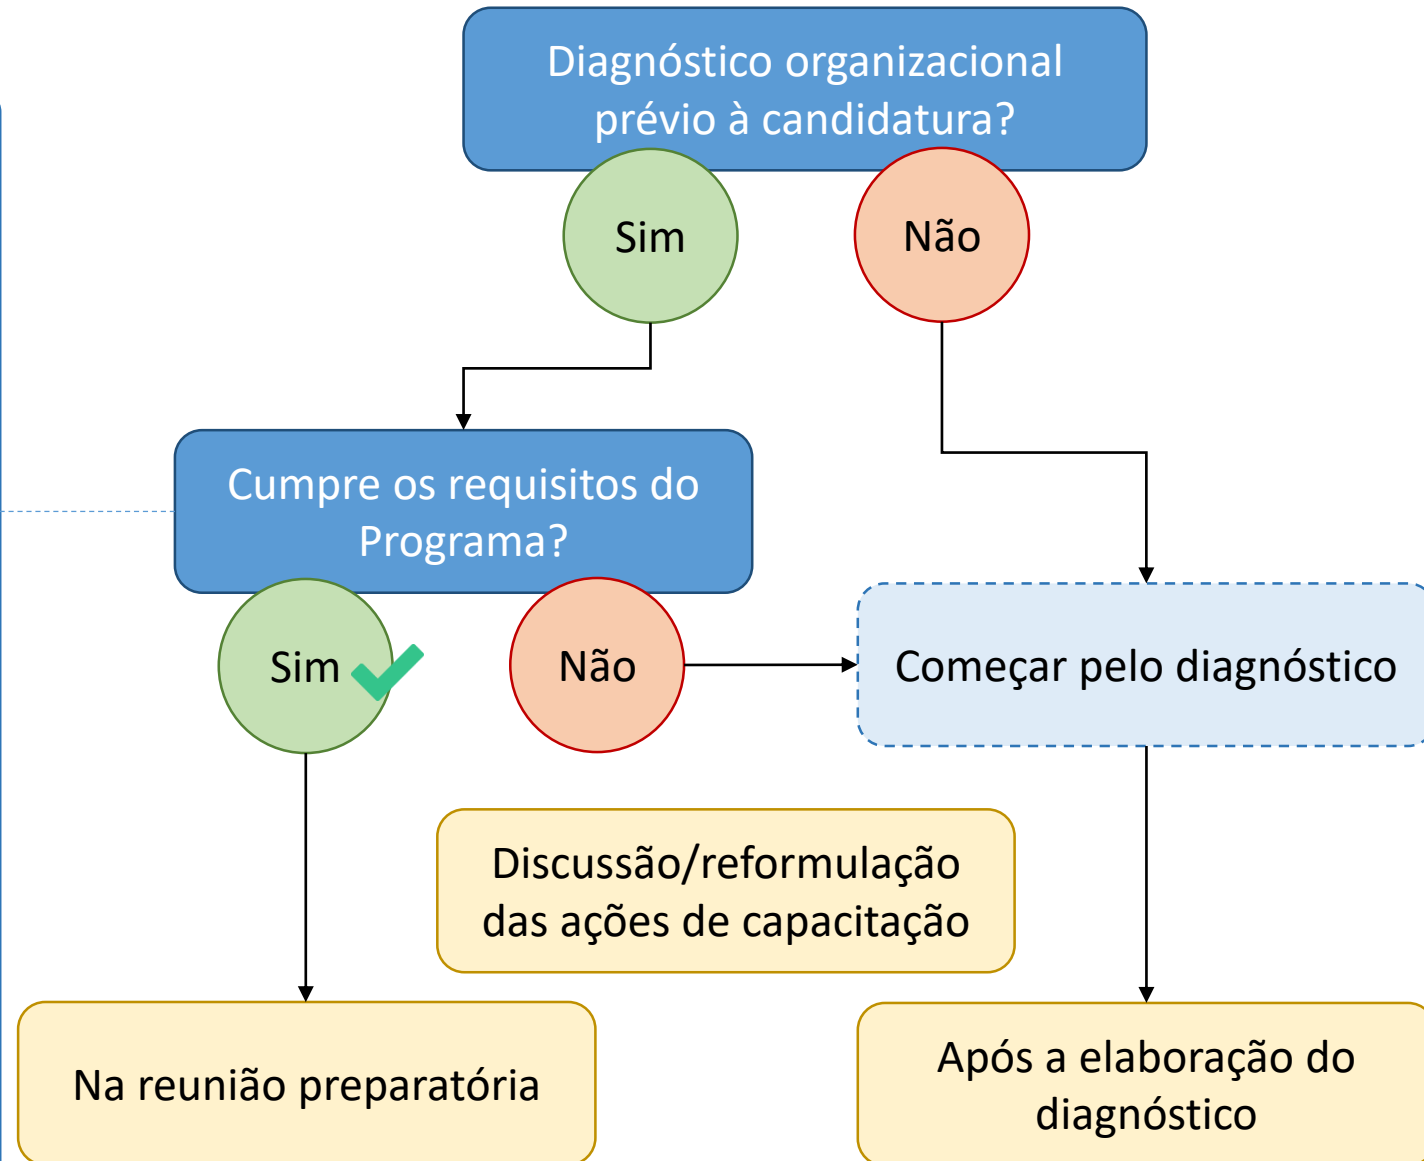 Diagnóstico organizacional
prévio à candidatura?
Sim
Não
Cumpre os requisitos do
Programa?
Sim
Não
Começar pelo diagnóstico
Discussão/reformulação
das ações de capacitação
Na reunião preparatória
Após a elaboração do
diagnóstico